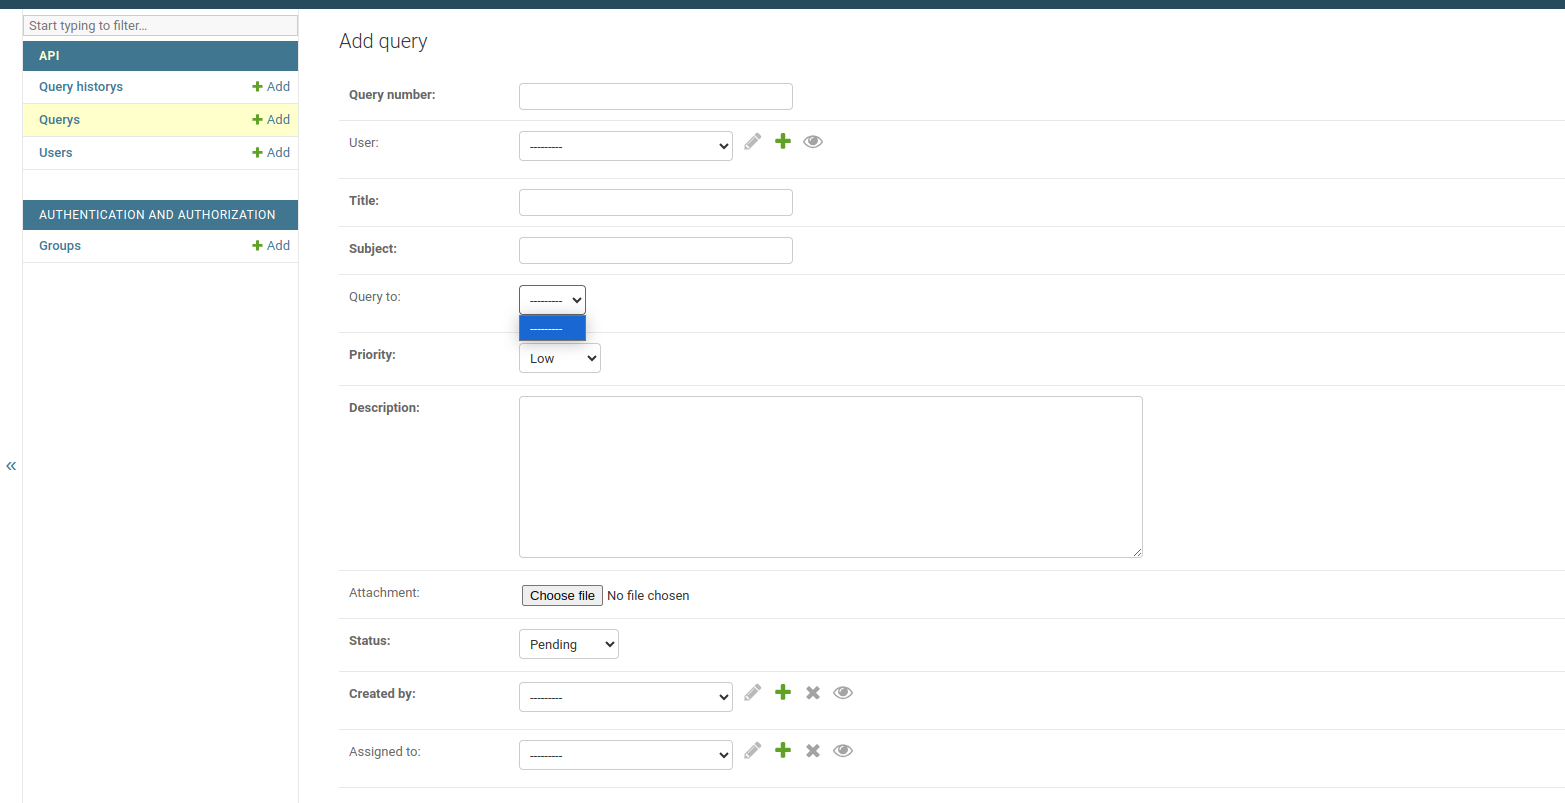 Start typing to filter...
API
Query historys
Add
Querys
Add
Users
Add
AUTHENTICATION AND AUTHORIZATION
Groups
Add
«
Add query
Query number:
User:
---------
Title:
Subject:
Query to:
---------
---------
Priority:
Low
Description:
Attachment:
Choose file No file chosen
Status:
Pending
Created by:
---------
Assigned to:
---------